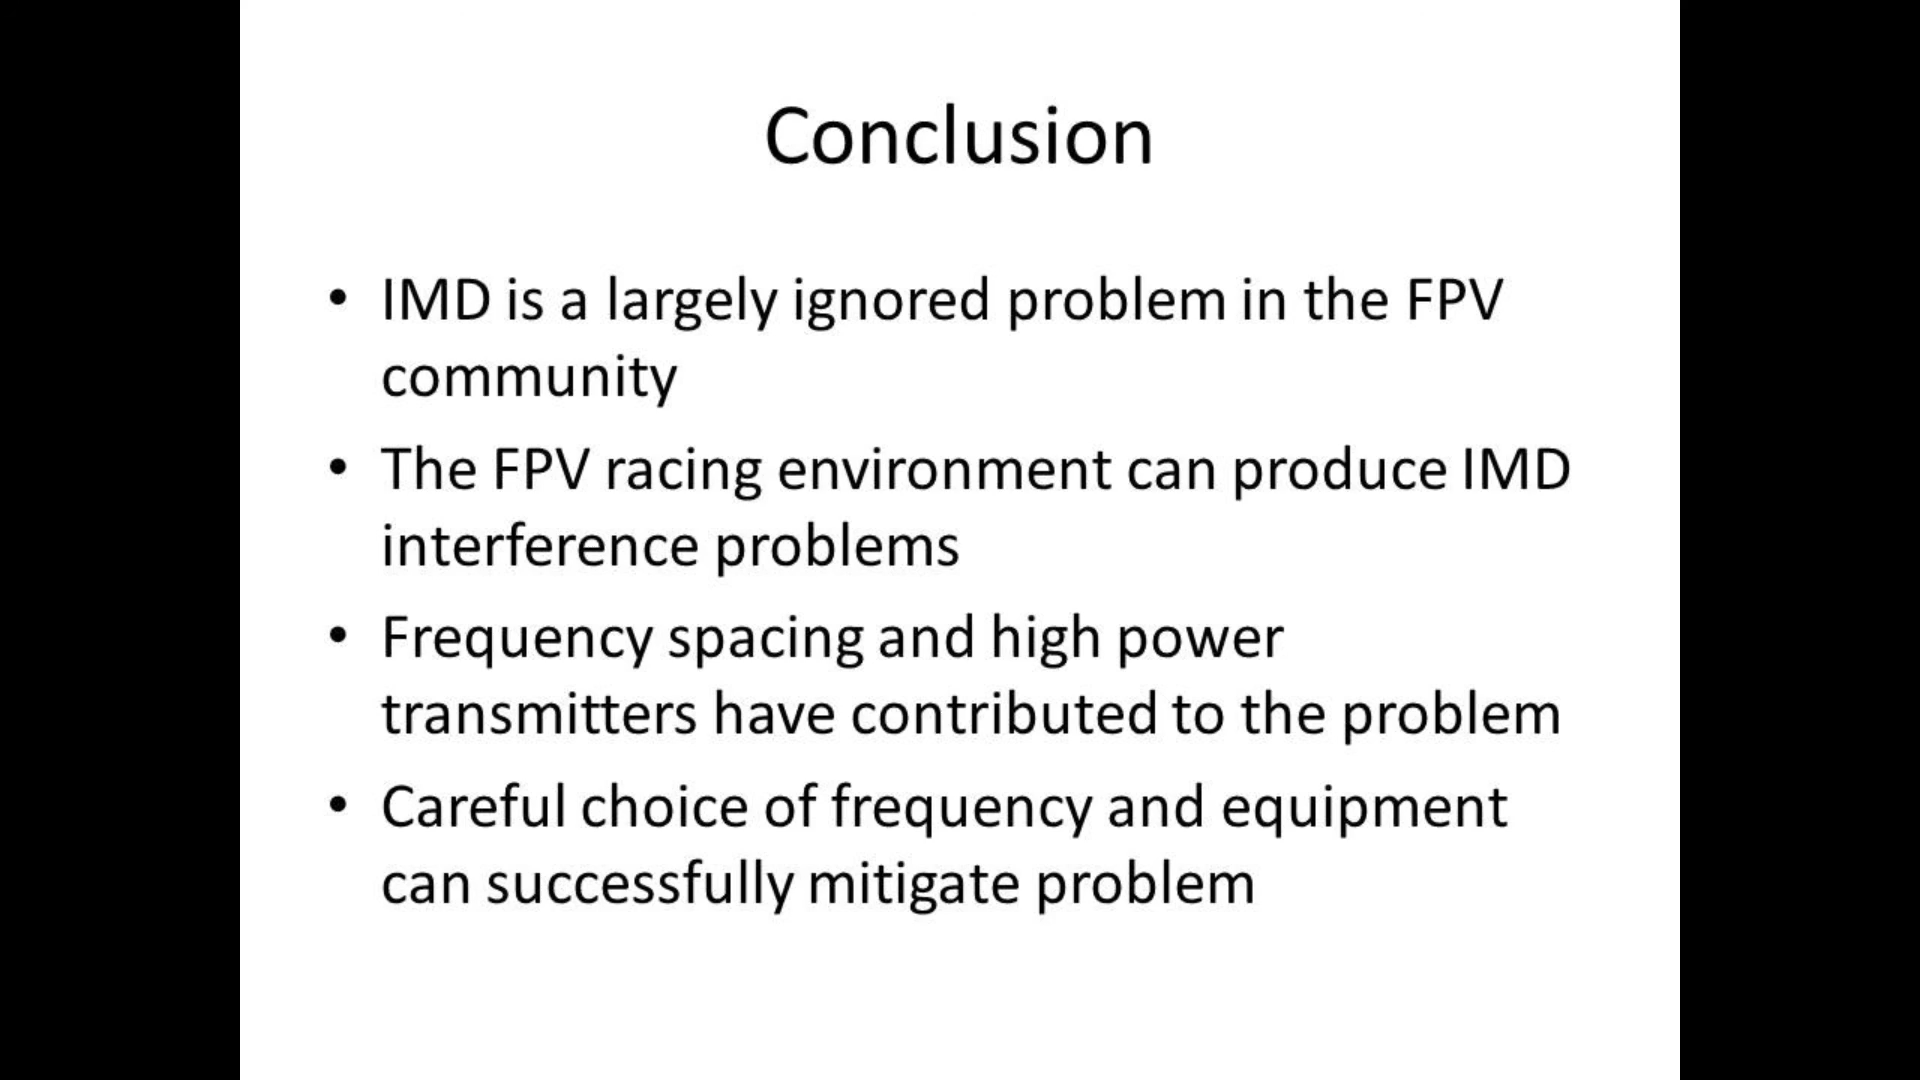 Conclusion
• IMD is a largely ignored problem in the FPV
community
• The FPV racing environment can produce IMD
interference problems
• Frequency spacing and high power
transmitters have contributed to the problem
• Careful choice of frequency and equipment
can successfully mitigate problem